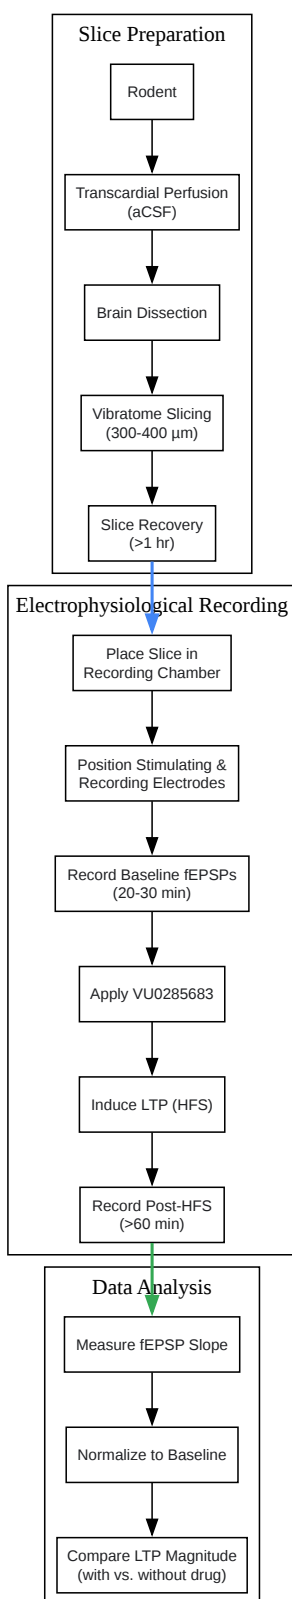 Slice Preparation
Rodent
Transcardial Perfusion
(aCSF)
Brain Dissection
Vibratome Slicing
(300-400 µm)
Slice Recovery
(>1 hr)
Electrophysiological Recording
Place Slice in
Recording Chamber
Position Stimulating &
Recording Electrodes
Record Baseline fEPSPs
(20-30 min)
Apply VU0285683
Induce LTP (HFS)
Record Post-HFS
(>60 min)
Data Analysis
Measure fEPSP Slope
Normalize to Baseline
Compare LTP Magnitude
(with vs. without drug)